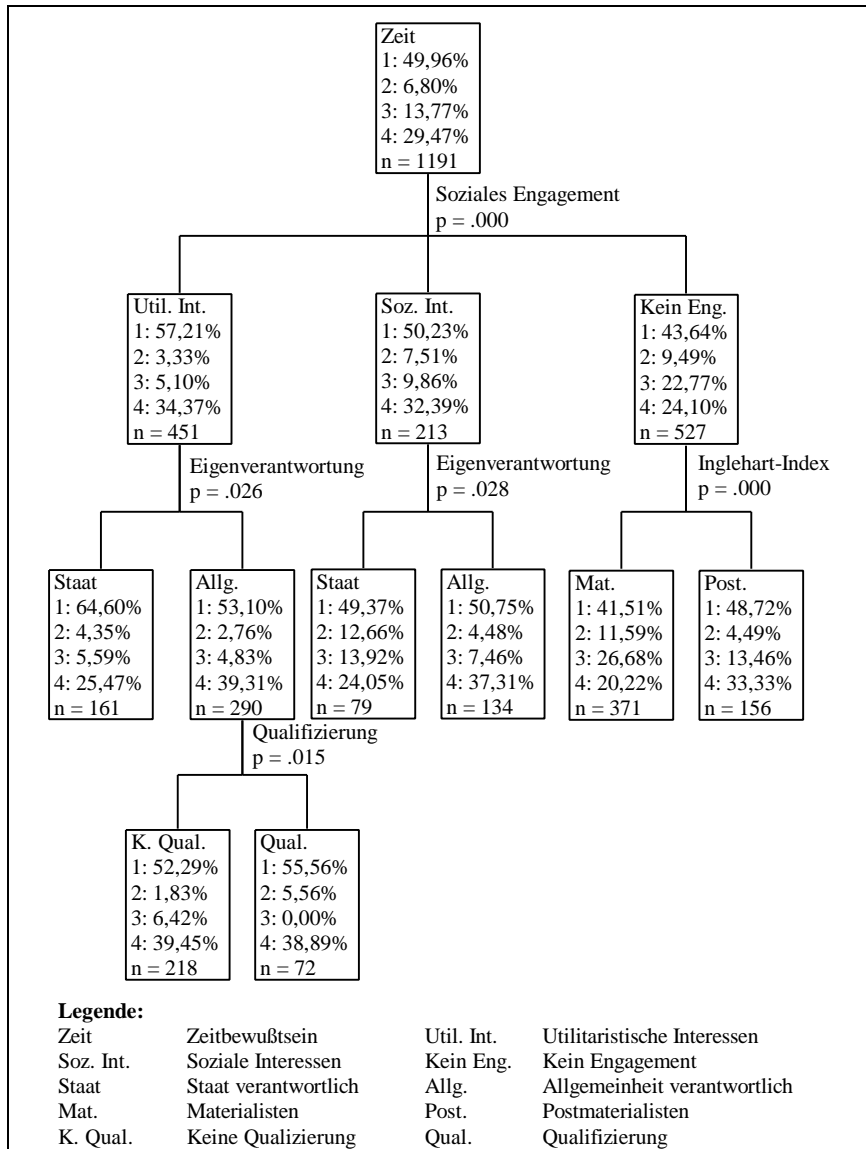 Zeit
1: 49,96%
2: 6,80%
3: 13,77%
4: 29,47%
n = 1191
Soziales Engagement
p = .000
Util. Int.
1: 57,21%
2: 3,33%
3: 5,10%
4: 34,37%
n = 451
Soz. Int.
1: 50,23%
2: 7,51%
3: 9,86%
4: 32,39%
n = 213
Kein Eng.
1: 43,64%
2: 9,49%
3: 22,77%
4: 24,10%
n = 527
Eigenverantwortung
p = .026
Eigenverantwortung
p = .028
Inglehart-Index
p = .000
Staat
1: 64,60%
2: 4,35%
3: 5,59%
4: 25,47%
n = 161
Allg.
1: 53,10%
2: 2,76%
3: 4,83%
4: 39,31%
n = 290
Staat
1: 49,37%
2: 12,66%
3: 13,92%
4: 24,05%
n = 79
Allg.
1: 50,75%
2: 4,48%
3: 7,46%
4: 37,31%
n = 134
Mat.
1: 41,51%
2: 11,59%
3: 26,68%
4: 20,22%
n = 371
Post.
1: 48,72%
2: 4,49%
3: 13,46%
4: 33,33%
n = 156
Qualifizierung
p = .015
K. Qual.
1: 52,29%
2: 1,83%
3: 6,42%
4: 39,45%
n = 218
Qual.
1: 55,56%
2: 5,56%
3: 0,00%
4: 38,89%
n = 72
Legende:
Zeit Zeitbewußtsein Util. Int. Utilitaristische Interessen
Soz. Int. Soziale Interessen Kein Eng. Kein Engagement
Staat Staat verantwortlich Allg. Allgemeinheit verantwortlich
Mat. Materialisten Post. Postmaterialisten
K. Qual. Keine Qualizierung Qual. Qualifizierung